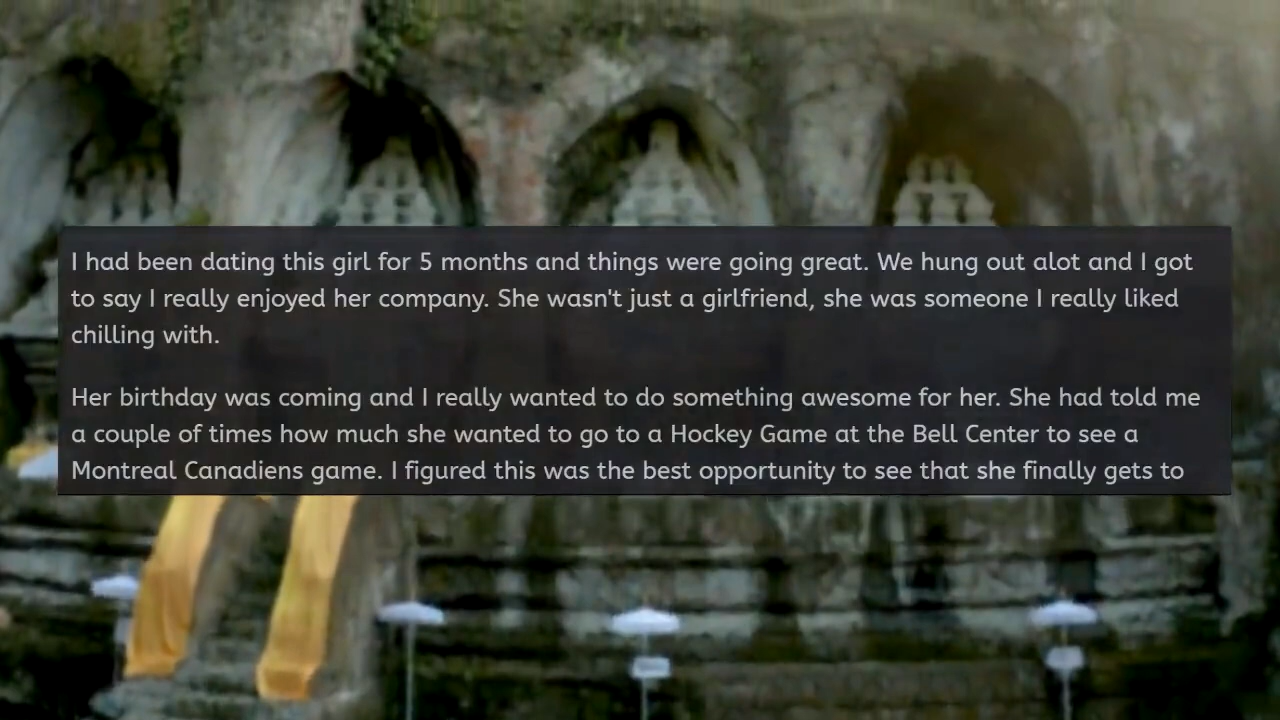 I had been dating this girl for 5 months and things were going great. We hung out alot and I got
to say I really enjoyed her company. She wasn't just a girlfriend, she was someone I really liked
chilling with.
Her birthday was coming and I really wanted to do something awesome for her. She had told me
a couple of times how much she wanted to go to a Hockey Game at the Bell Center to see a
Montreal Canadiens game. I figured this was the best opportunity to see that she finally gets to